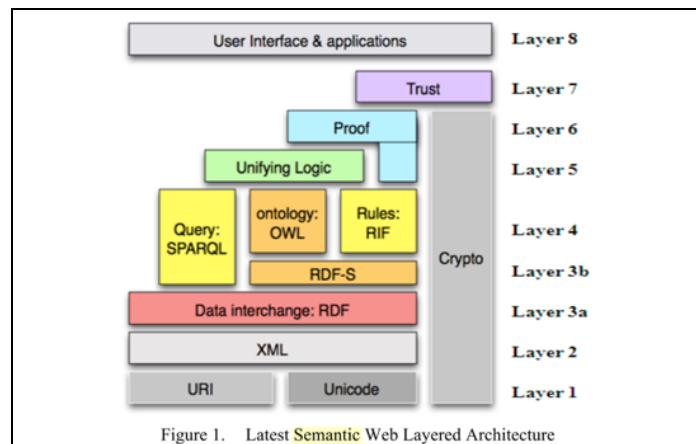 User Interface & applications Layer 8
Trust Layer 7
Proof Layer 6
Unifying Logic Layer 5
Query:
SPARQL
ontology:
OWL
Rules:
RIF
Layer 4
Crypto
RDF-S Layer 3b
Data interchange: RDF Layer 3a
XML Layer 2
URI Unicode Layer 1
Figure 1. Latest Semantic Web Layered Architecture